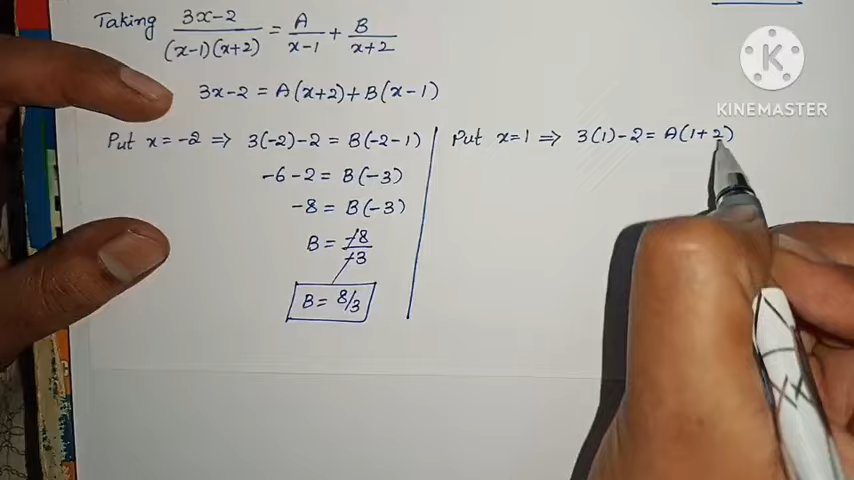 Taking (3x-2)/((x-1)(x+2)) = A/(x-1) + B/(x+2)
3x-2 = A(x+2)+B(x-1)
Put x=-2 ⇒ 3(-2)-2 = B(-2-1)
-6-2 = B(-3)
-8 = B(-3)
B = -8/-3
B = 8/3
Put x=1 ⇒ 3(1)-2 = A(1+2)
K
KINEMASTER